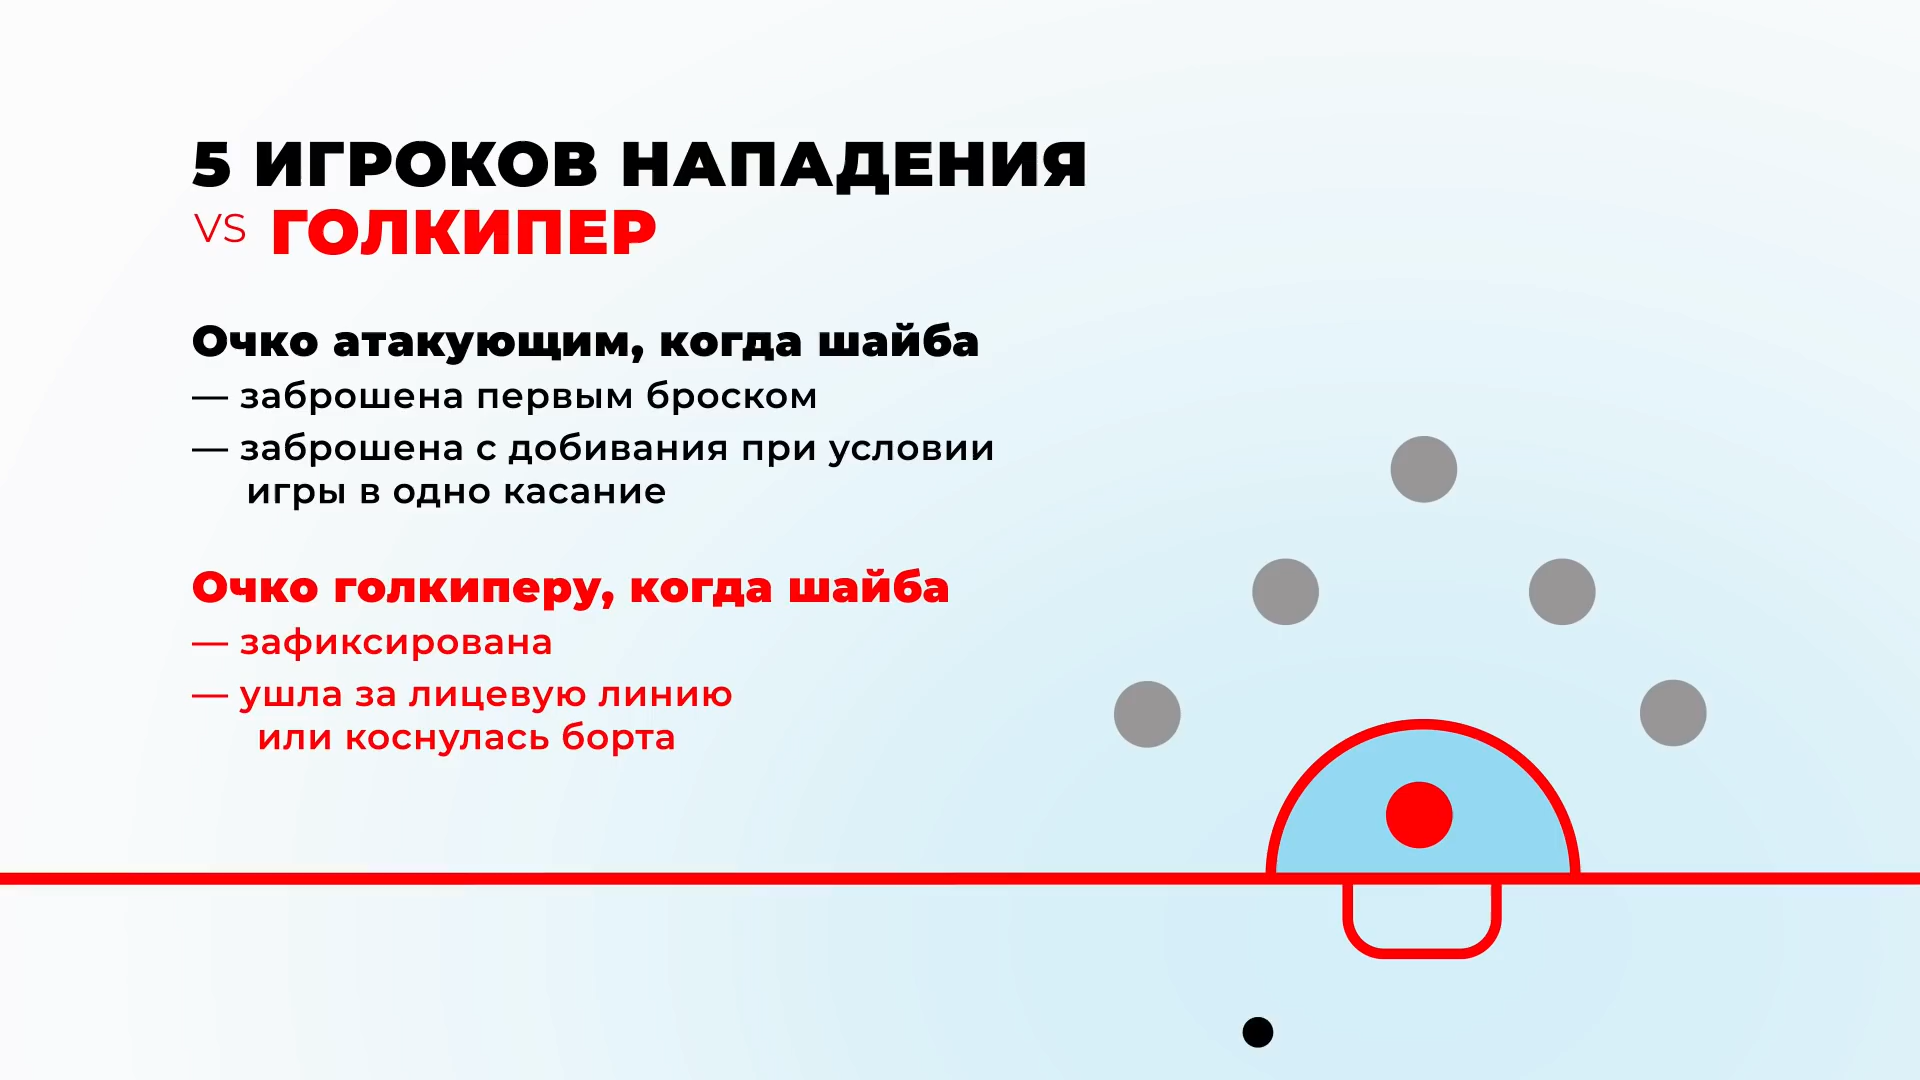 5 ИГРОКОВ НАПАДЕНИЯ
VS ГОЛКИПЕР
Очко атакующим, когда шайба
— заброшена первым броском
— заброшена с добивания при условии
игры в одно касание
Очко голкиперу, когда шайба
— зафиксирована
— ушла за лицевую линию
или коснулась борта